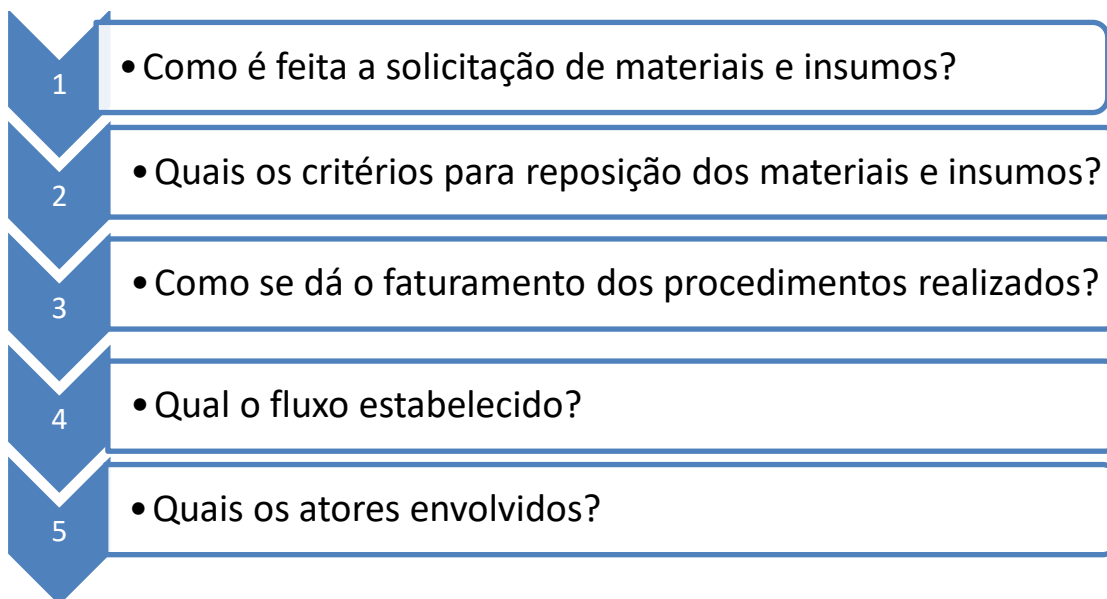 1
• Como é feita a solicitação de materiais e insumos?
2
• Quais os critérios para reposição dos materiais e insumos?
3
• Como se dá o faturamento dos procedimentos realizados?
4
• Qual o fluxo estabelecido?
5
• Quais os atores envolvidos?